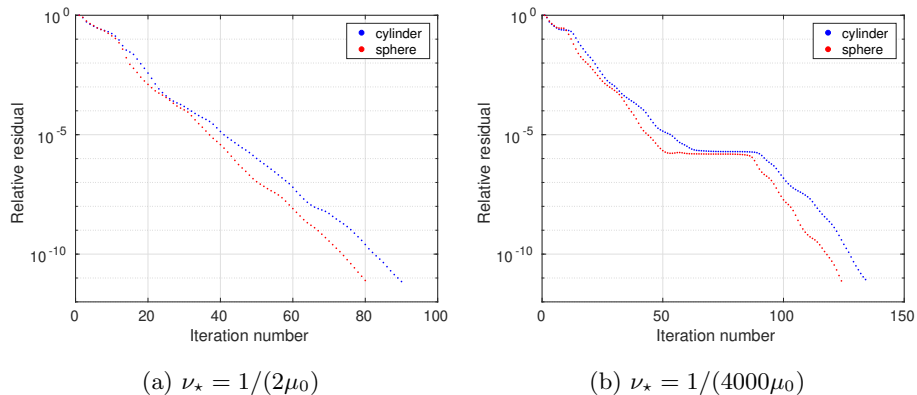 10^0
10^-5
10^-10
Relative residual
0 20 40 60 80 100
Iteration number
cylinder
sphere
(a) ν⋆ = 1/(2μ0)
10^0
10^-5
10^-10
Relative residual
0 50 100 150
Iteration number
cylinder
sphere
(b) ν⋆ = 1/(4000μ0)